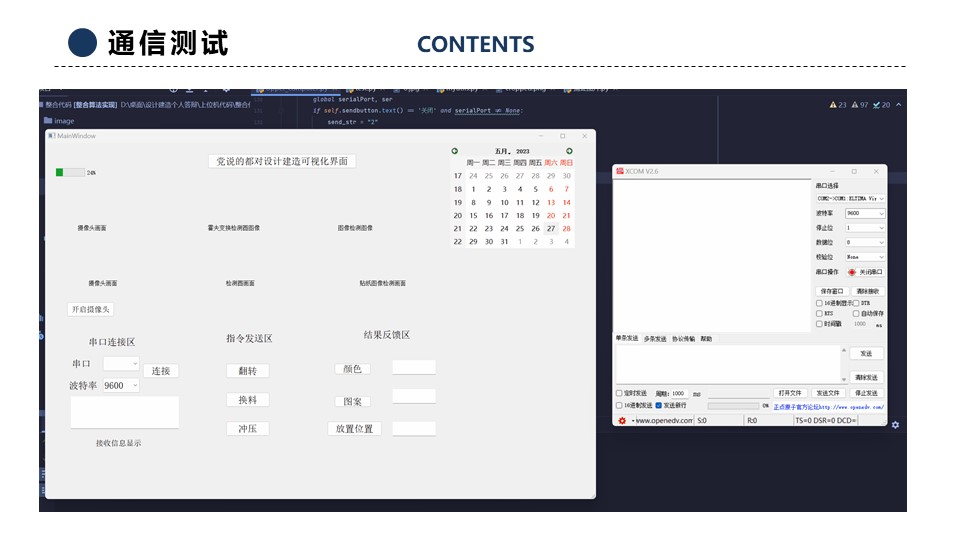 通信测试
CONTENTS
整合代码 [整合算法实现] D:\桌面\设计建造个人答辩\上位机代码\整合
global serialPort, ser
if self.sendbutton.text() == '关闭' and serialPort != None:
send_str = "2"
23 97 20
image
MainWindow
党说的都对设计建造可视化界面
24%
五月, 2023
周一 周二 周三 周四 周五 周六 周日
17 24 25 26 27 28 29 30
18 1 2 3 4 5 6 7
19 8 9 10 11 12 13 14
20 15 16 17 18 19 20 21
21 22 23 24 25 26 27 28
22 29 30 31 1 2 3 4
摄像头画面 霍夫变换检测圆图像 图像检测图像
摄像头画面 检测圆画面 贴纸图像检测画面
开启摄像头
串口连接区 指令发送区 结果反馈区
串口 连接 翻转 颜色
波特率 9600 换料 图案
冲压 放置位置
接收信息显示
XCOM V2.6
串口选择
COM2->COM1 ELTIMA Vir
波特率 9600
停止位 1
数据位 8
校验位 None
串口操作 关闭串口
保存窗口 清除接收
16进制显示 DTR
RTS 自动保存
时间戳 1000 ms
单条发送 多条发送 协议传输 帮助
发送
清除发送
定时发送 周期: 1000 ms 打开文件 发送文件 停止发送
16进制发送 发送新行 0% 正点原子官方论坛http://www.openedv.com/
www.openedv.com S:0 R:0 TS=0 DSR=0 DCD=